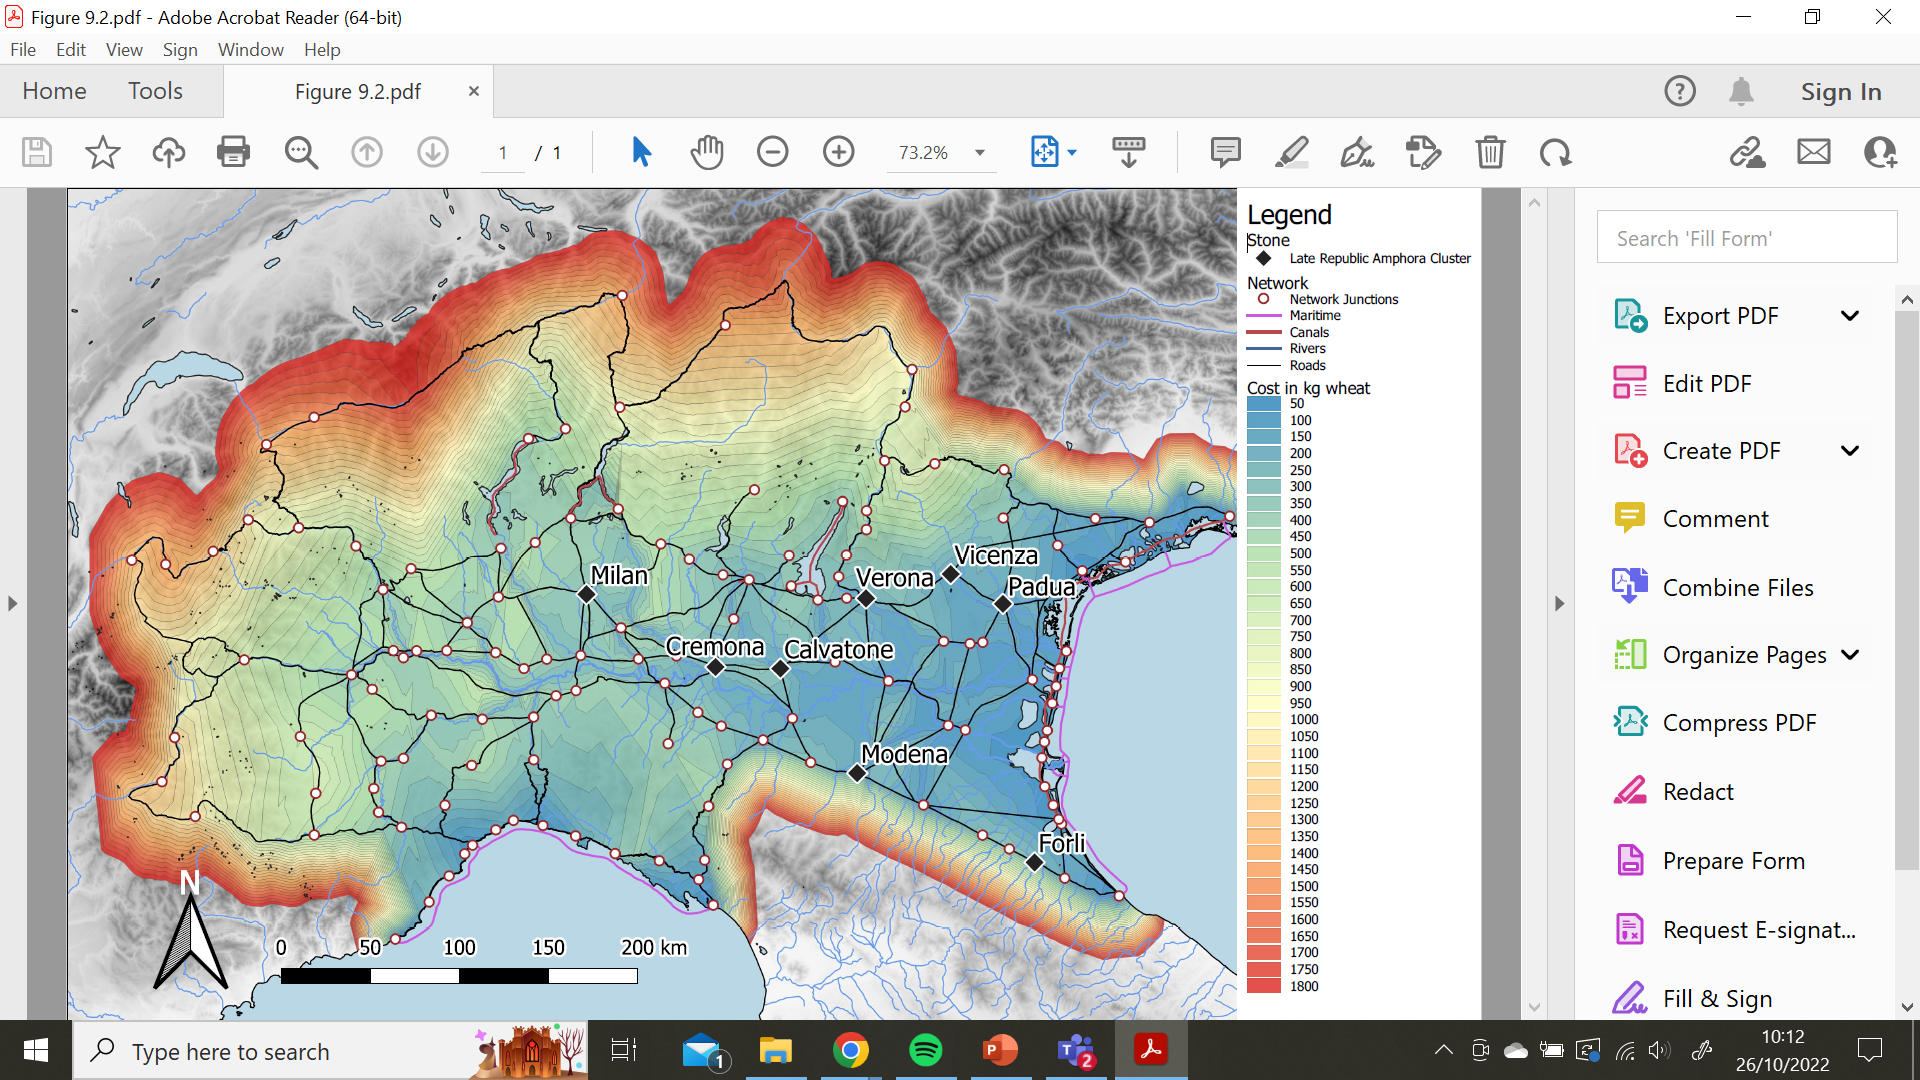 Figure 9.2.pdf - Adobe Acrobat Reader (64-bit)
File Edit View Sign Window Help
Home Tools Figure 9.2.pdf × Sign In
1 / 1 73.2%
Legend
Stone
Late Republic Amphora Cluster
Network
Network Junctions
Maritime
Canals
Rivers
Roads
Cost in kg wheat
50
100
150
200
250
300
350
400
450
500
550
600
650
700
750
800
850
900
950
1000
1050
1100
1150
1200
1250
1300
1350
1400
1450
1500
1550
1600
1650
1700
1750
1800
Milan
Vicenza
Verona
Padua
Cremona
Calvatone
Modena
Forli
N
0 50 100 150 200 km
Search 'Fill Form'
Export PDF
Edit PDF
Create PDF
Comment
Combine Files
Organize Pages
Compress PDF
Redact
Prepare Form
Request E-signat...
Fill & Sign
Type here to search
1
2
10:12
26/10/2022